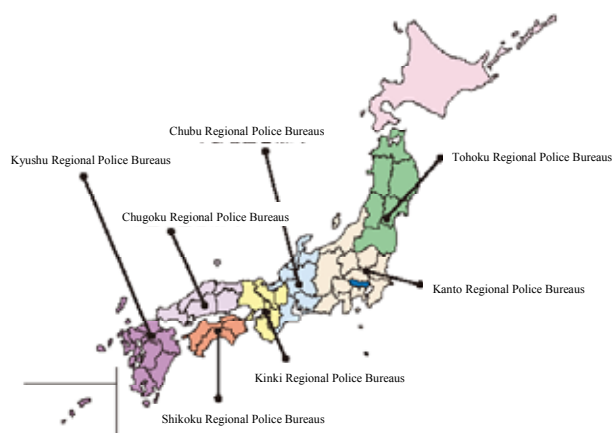 Chubu Regional Police Bureaus
Kyushu Regional Police Bureaus
Tohoku Regional Police Bureaus
Chugoku Regional Police Bureaus
Kanto Regional Police Bureaus
Kinki Regional Police Bureaus
Shikoku Regional Police Bureaus